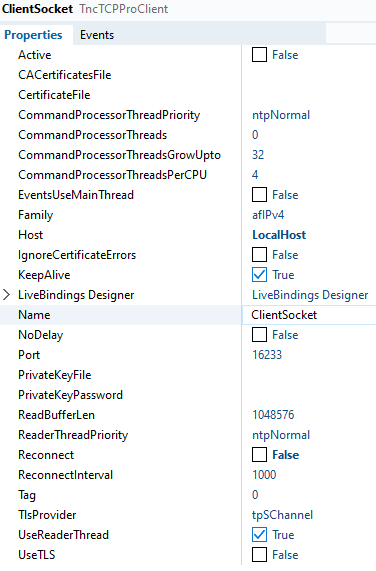 ClientSocket TncTCPProClient
Properties Events
Active False
CACertificatesFile
CertificateFile
CommandProcessorThreadPriority ntpNormal
CommandProcessorThreads 0
CommandProcessorThreadsGrowUpto 32
CommandProcessorThreadsPerCPU 4
EventsUseMainThread False
Family afIPv4
Host LocalHost
IgnoreCertificateErrors False
KeepAlive True
LiveBindings Designer LiveBindings Designer
Name ClientSocket
NoDelay False
Port 16233
PrivateKeyFile
PrivateKeyPassword
ReadBufferLen 1048576
ReaderThreadPriority ntpNormal
Reconnect False
ReconnectInterval 1000
Tag 0
TlsProvider tpSChannel
UseReaderThread True
UseTLS False